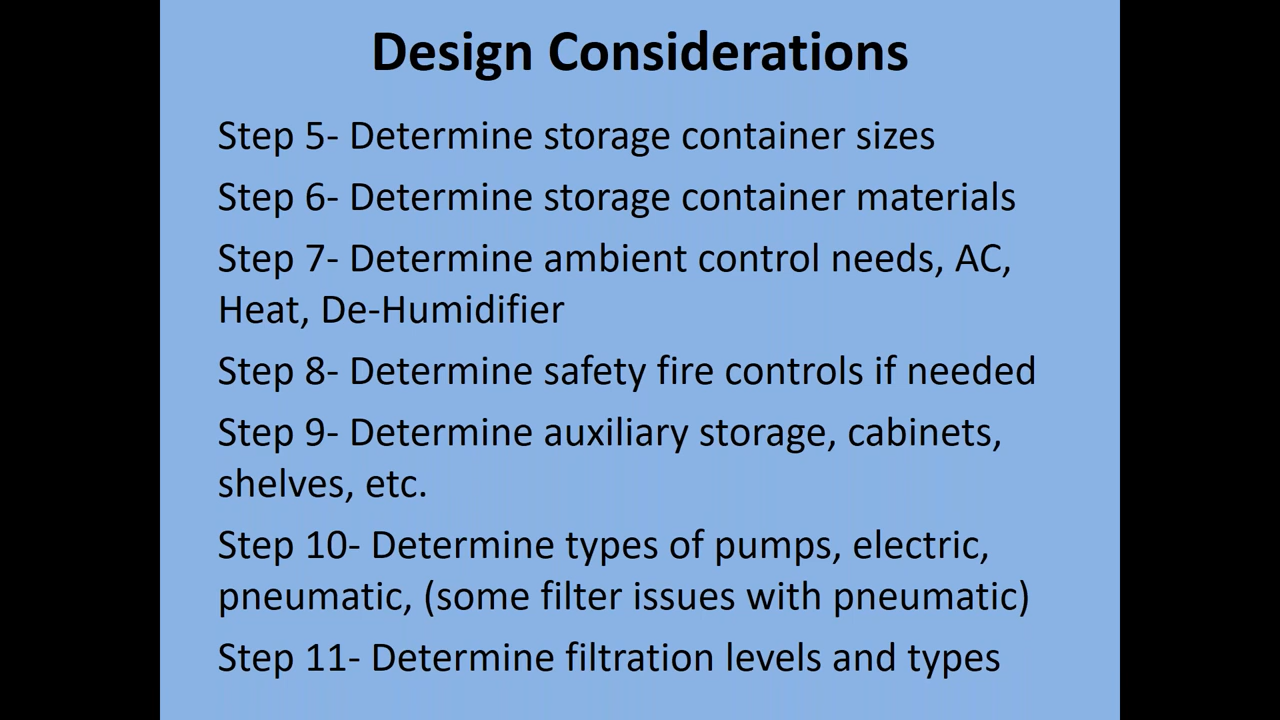 Design Considerations
Step 5- Determine storage container sizes
Step 6- Determine storage container materials
Step 7- Determine ambient control needs, AC,
Heat, De-Humidifier
Step 8- Determine safety fire controls if needed
Step 9- Determine auxiliary storage, cabinets,
shelves, etc.
Step 10- Determine types of pumps, electric,
pneumatic, (some filter issues with pneumatic)
Step 11- Determine filtration levels and types